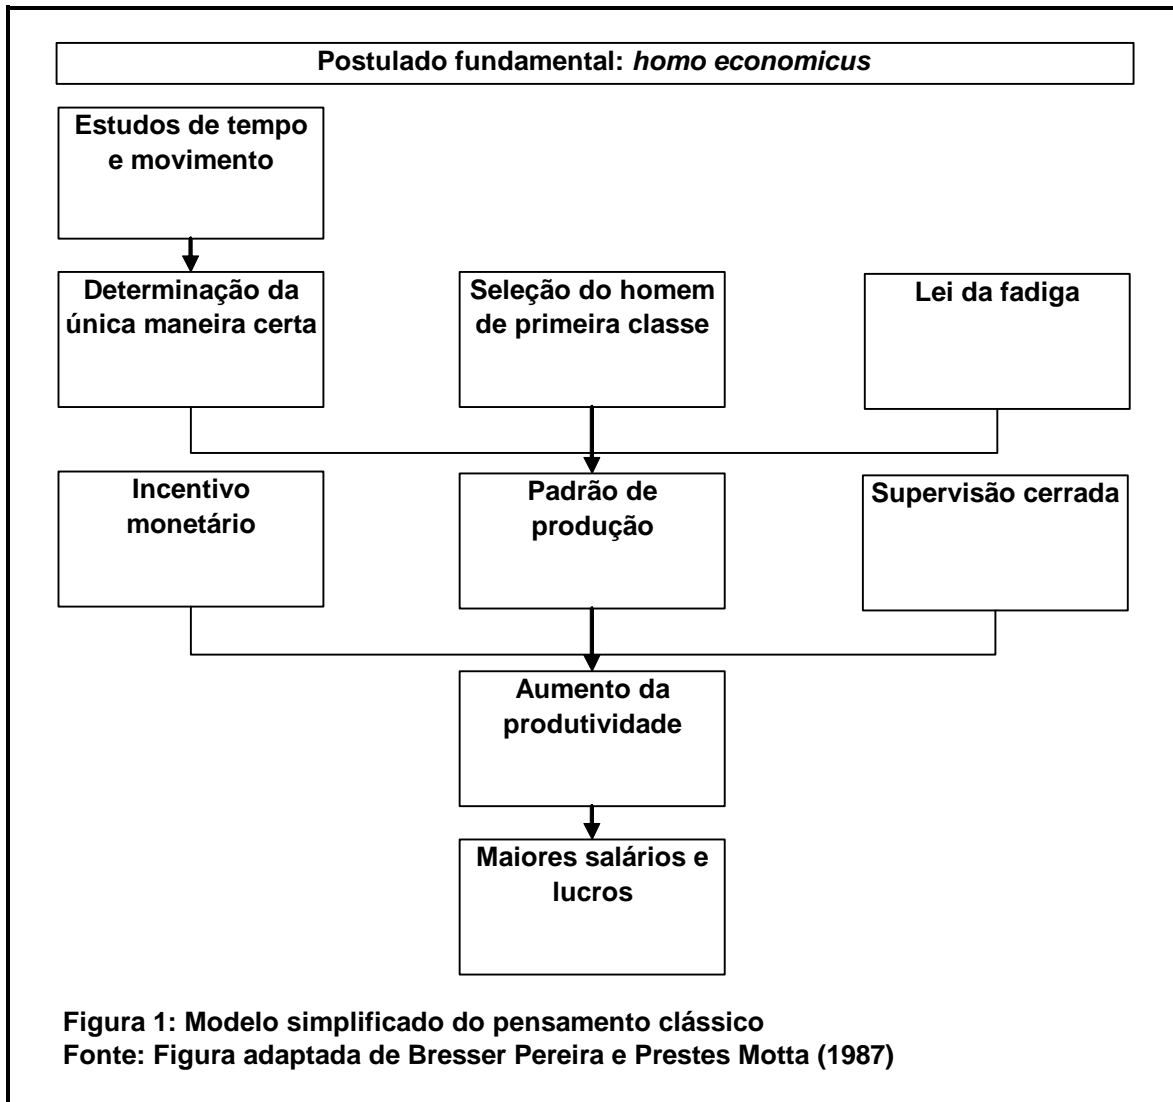 Postulado fundamental: homo economicus
Estudos de tempo
e movimento
Determinação da
única maneira certa
Seleção do homem
de primeira classe
Lei da fadiga
Incentivo
monetário
Padrão de
produção
Supervisão cerrada
Aumento da
produtividade
Maiores salários e
lucros
Figura 1: Modelo simplificado do pensamento clássico
Fonte: Figura adaptada de Bresser Pereira e Prestes Motta (1987)